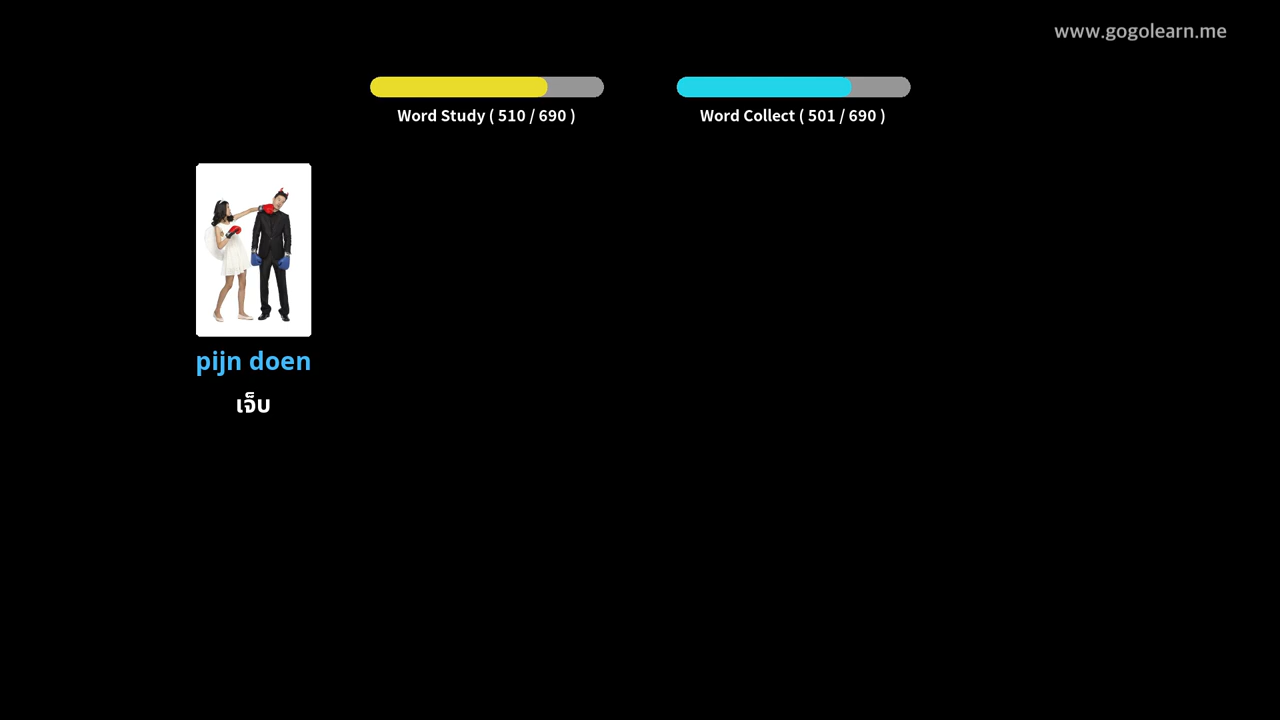 www.gogolearn.me
Word Study ( 510 / 690 )
Word Collect ( 501 / 690 )
pijn doen
เจ็บ